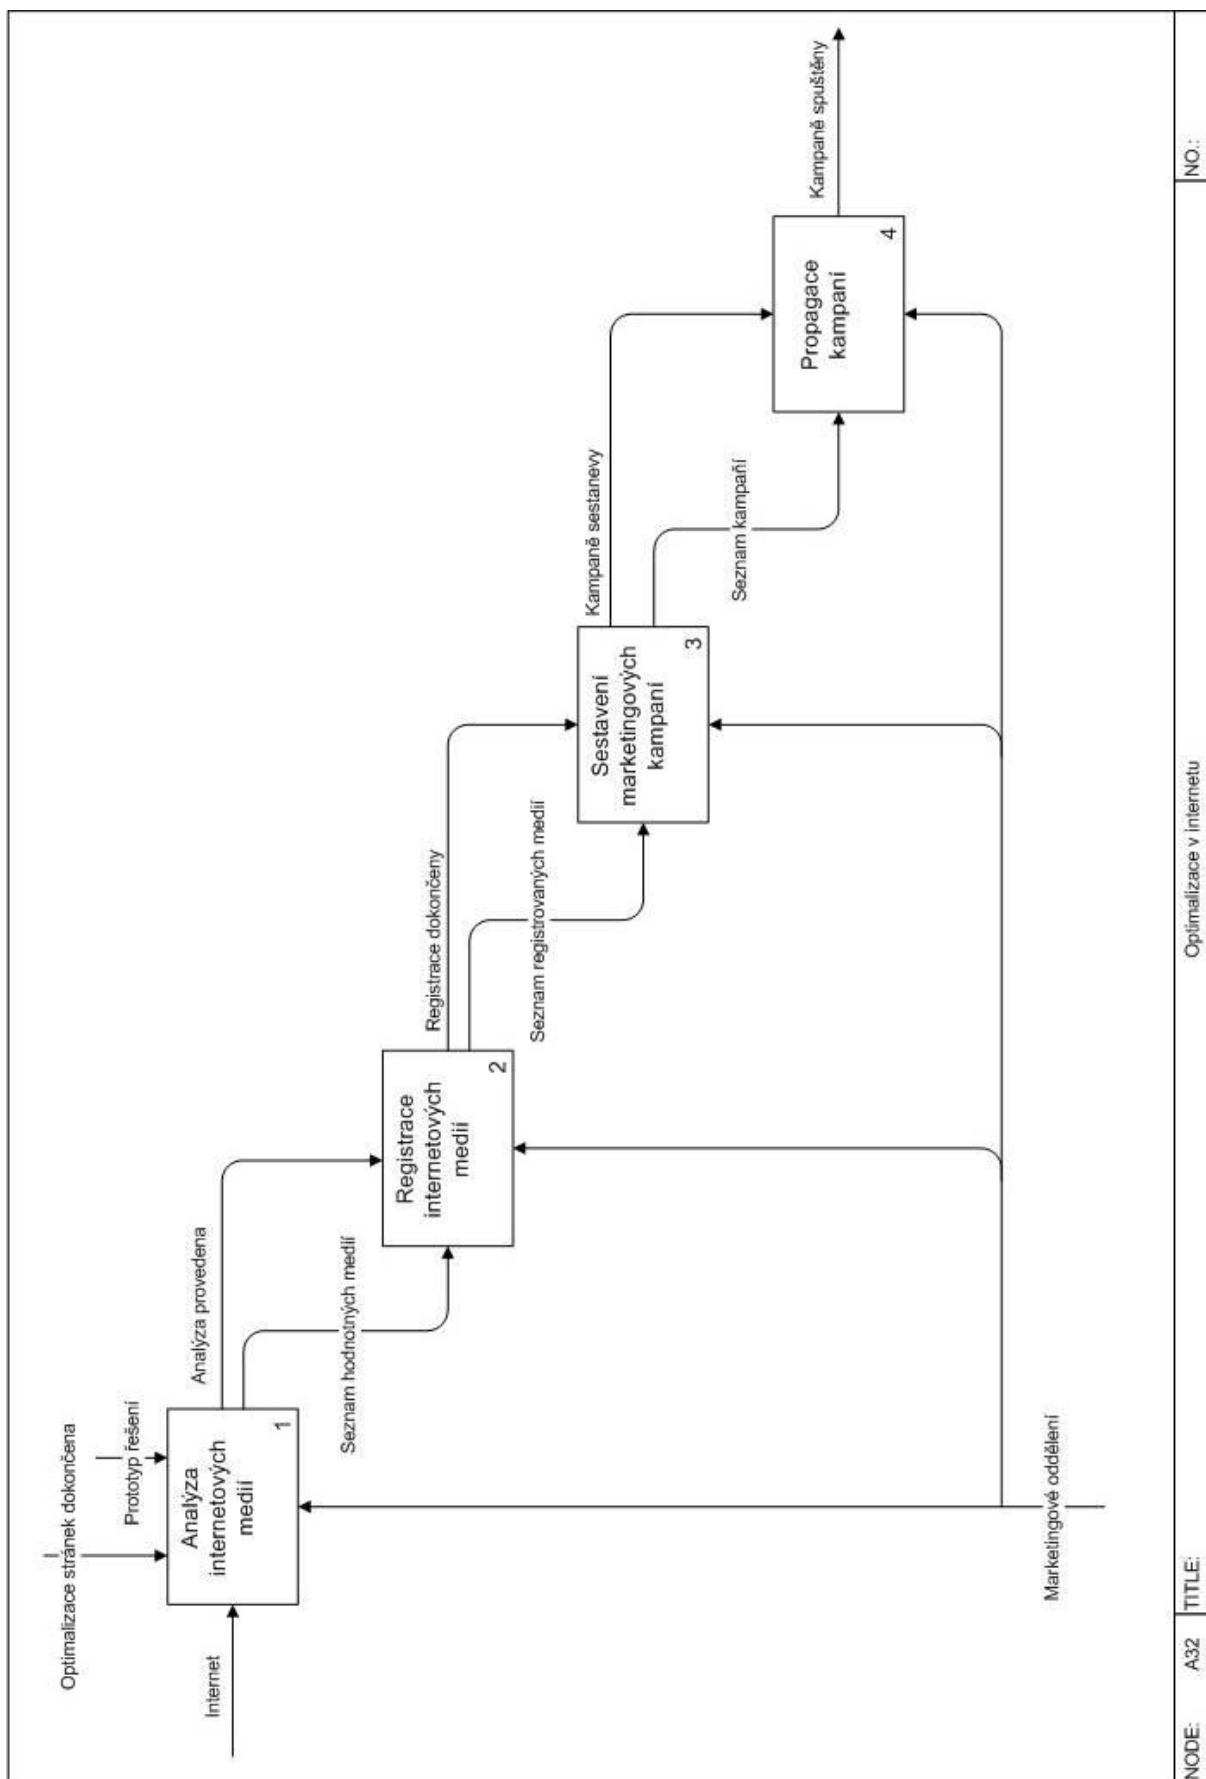 Optimalizace stránek dokončena
Prototyp řešení
Internet
Analýza
internetových
medií
1
Analýza provedena
Seznam hodnotných medií
Registrace
internetových
medií
2
Registrace dokončeny
Seznam registrovaných medií
Sestavení
marketingových
kampaní
3
Kampaně sestanevy
Seznam kampaňí
Propagace
kampaní
4
Kampaně spuštěny
Marketingové oddělení
NODE: A32
TITLE: Optimalizace v internetu
NO.: